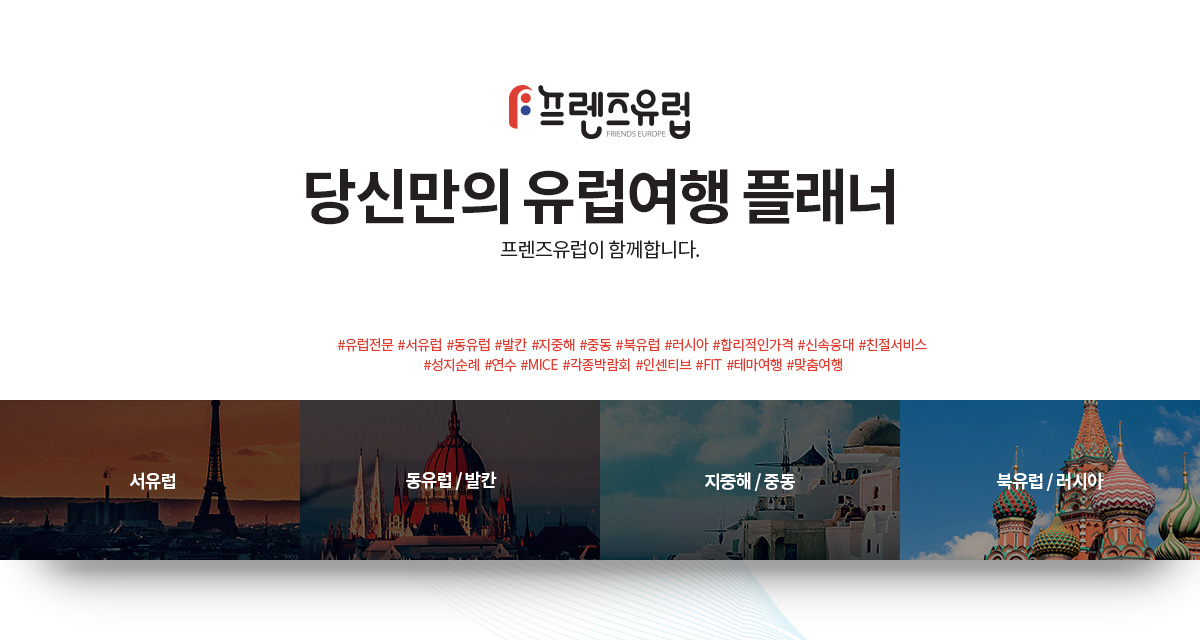 프렌즈유럽
FRIENDS EUROPE
당신만의 유럽여행 플래너
프렌즈유럽이 함께합니다.
#유럽전문 #서유럽 #동유럽 #발칸 #지중해 #중동 #북유럽 #러시아 #합리적인가격 #신속응대 #친절서비스
#성지순례 #연수 #MICE #각종박람회 #인센티브 #FIT #테마여행 #맞춤여행
서유럽
동유럽 / 발칸
지중해 / 중동
북유럽 / 러시아